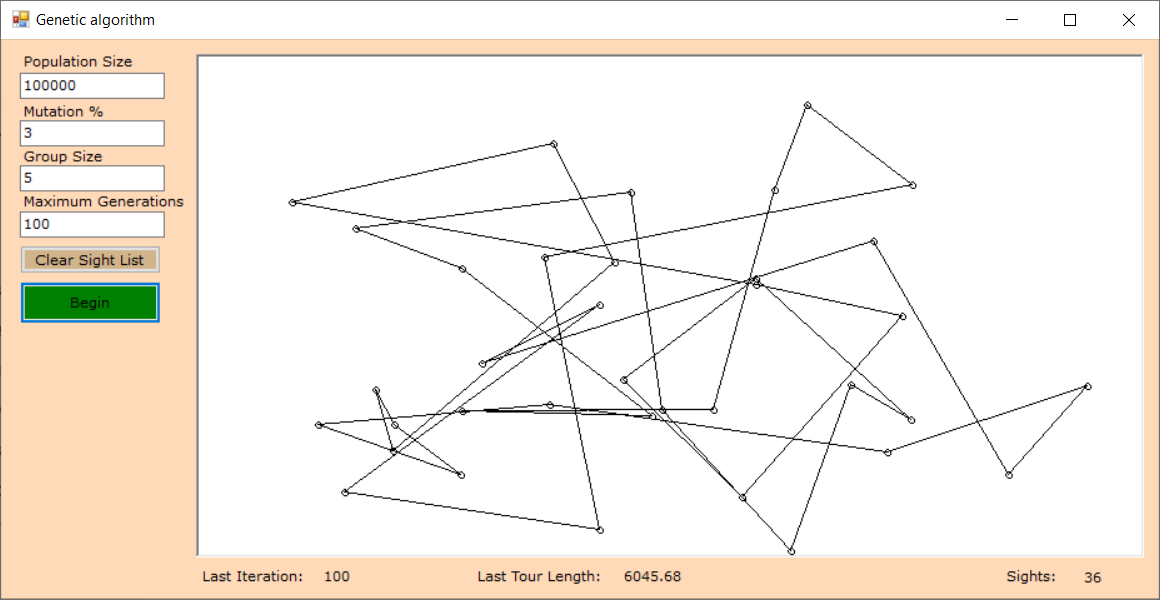 Genetic algorithm
Population Size
100000
Mutation %
3
Group Size
5
Maximum Generations
100
Clear Sight List
Begin
Last Iteration: 100 Last Tour Length: 6045.68 Sights: 36